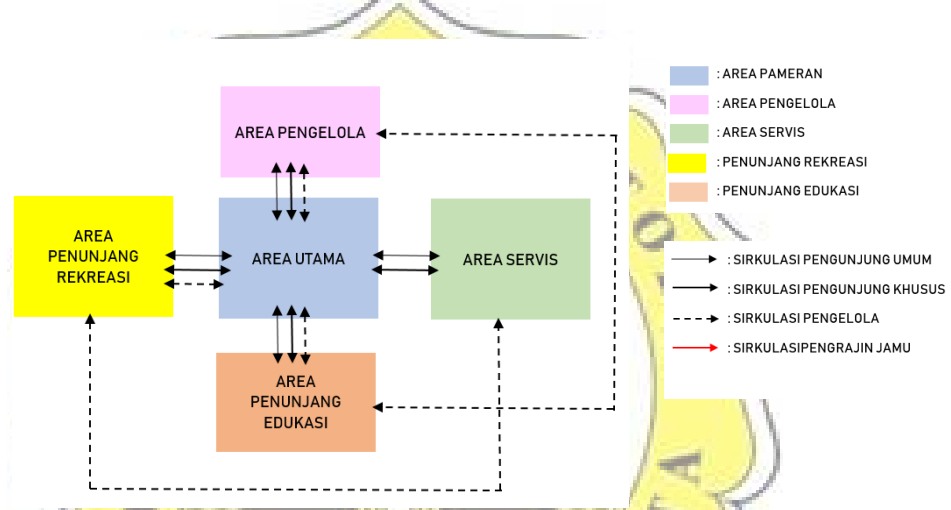 AREA PENGELOLA
AREA
PENUNJANG
REKREASI
AREA UTAMA
AREA SERVIS
AREA
PENUNJANG
EDUKASI
: AREA PAMERAN
: AREA PENGELOLA
: AREA SERVIS
: PENUNJANG REKREASI
: PENUNJANG EDUKASI
: SIRKULASI PENGUNJUNG UMUM
: SIRKULASI PENGUNJUNG KHUSUS
: SIRKULASI PENGELOLA
: SIRKULASIPENGRAJIN JAMU